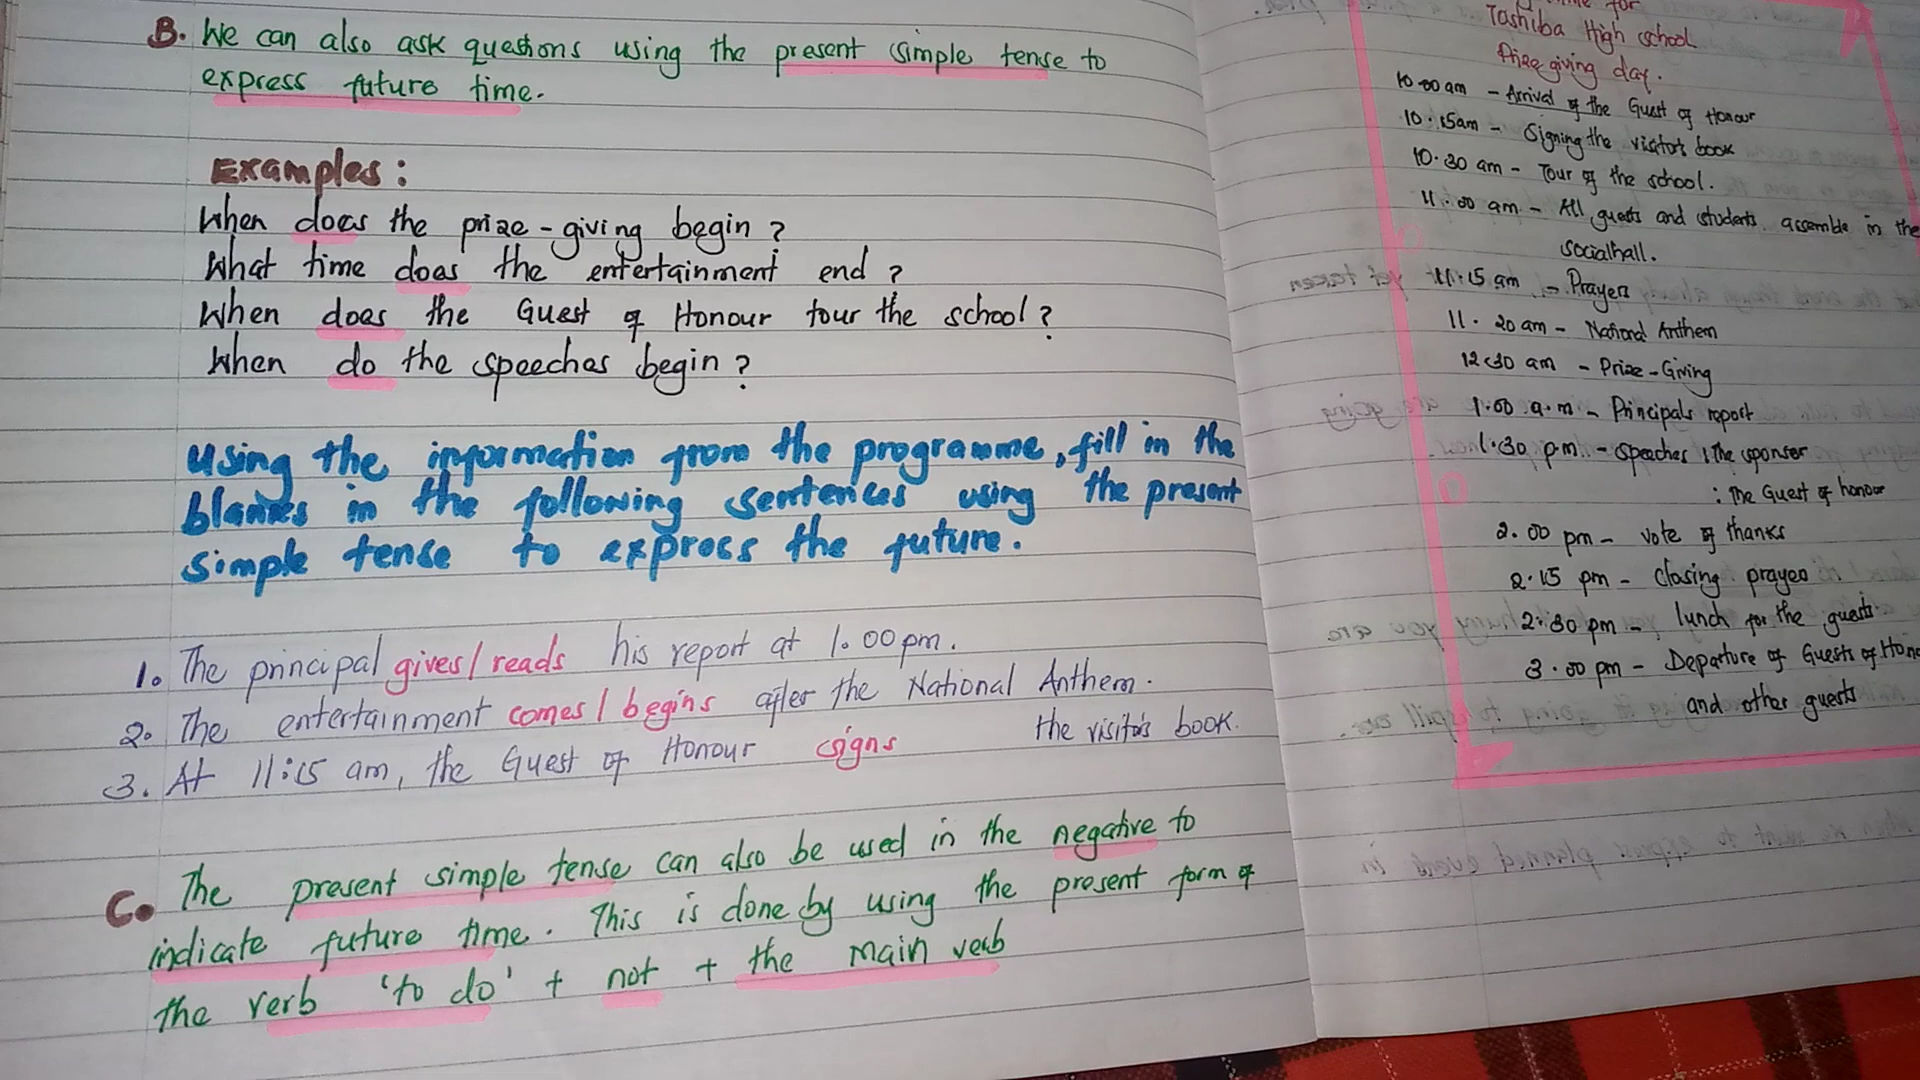 B. We can also ask questions using the present simple tense to
express future time.
Examples:
When does the prize-giving begin?
What time does the entertainment end?
When does the Guest of Honour tour the school?
When do the speeches begin?
Using the information from the programme, fill in the
blanks in the following sentences using the present
simple tense to express the future.
1. The principal gives/reads his report at 1.00pm.
2. The entertainment comes/begins after the National Anthem.
3. At 11:15 am, the Guest of Honour signs the visitors book.
C. The present simple tense can also be used in the negative to
indicate future time. This is done by using the present form of
the verb 'to do' + not + the main verb
for
Tashiba High school
Prize giving day.
10.00 am - Arrival of the Guest of Honour
10.15am - Signing the visitors book
10.30 am - Tour of the school.
11.00 am - All guests and students assemble in the
socialhall.
11:15 am - Prayers
11.20am - National Anthem
12:30 am - Prize-Giving
1.00 a.m - Principals report
1.30 pm - speeches : the sponser
: The Guest of honour
2.00 pm - vote of thanks
2.15 pm - closing prayer
2:30 pm - lunch for the guests.
3.00 pm - Departure of Guests of
and other guests